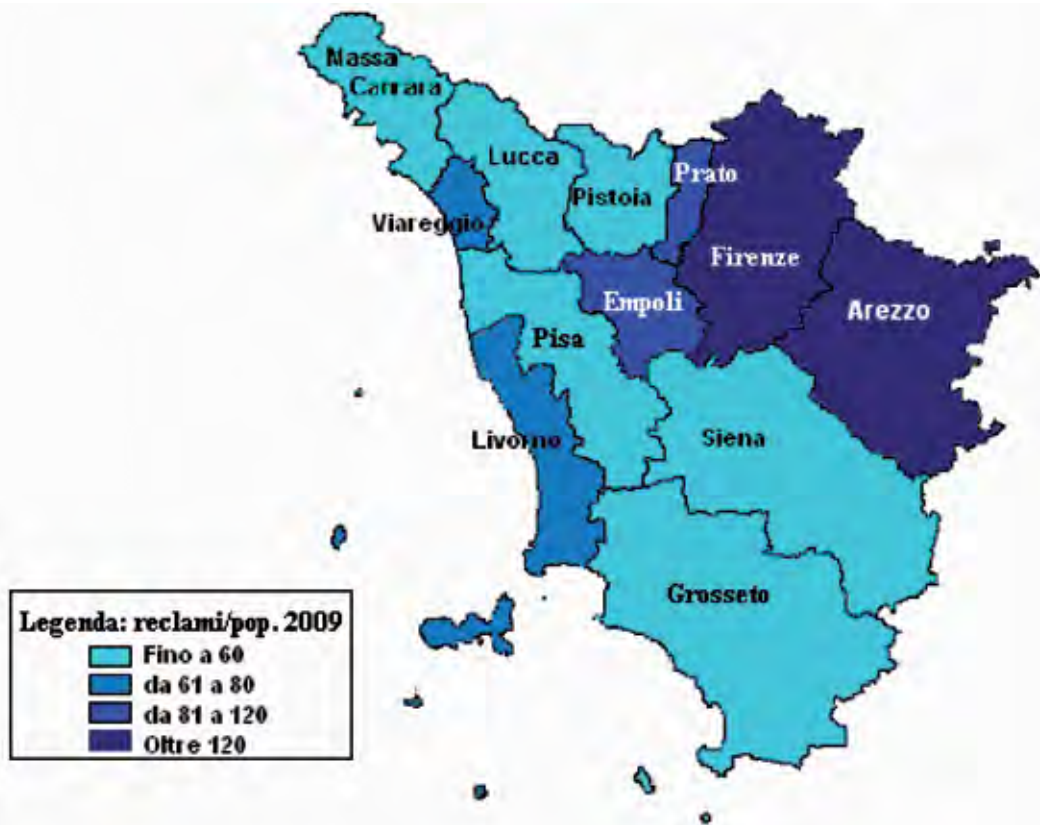 Massa
Carrara
Lucca
Prato
Pistoia
Viareggio
Firenze
Empoli
Arezzo
Pisa
Livorno
Siena
Grosseto
Legenda: reclami/pop. 2009
Fino a 60
da 61 a 80
da 81 a 120
Oltre 120